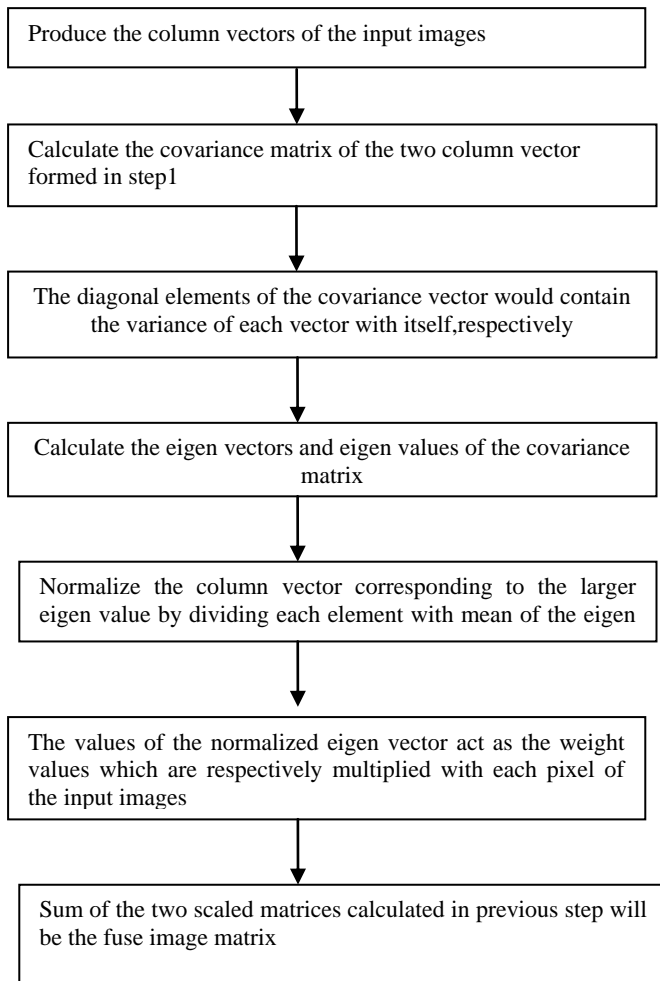 Produce the column vectors of the input images
Calculate the covariance matrix of the two column vector
formed in step1
The diagonal elements of the covariance vector would contain
the variance of each vector with itself,respectively
Calculate the eigen vectors and eigen values of the covariance
matrix
Normalize the column vector corresponding to the larger
eigen value by dividing each element with mean of the eigen
The values of the normalized eigen vector act as the weight
values which are respectively multiplied with each pixel of
the input images
Sum of the two scaled matrices calculated in previous step will
be the fuse image matrix